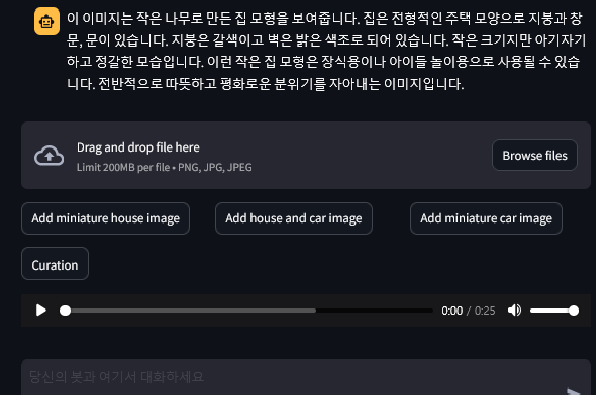 이 이미지는 작은 나무로 만든 집 모형을 보여줍니다. 집은 전형적인 주택 모양으로 지붕과 창
문, 문이 있습니다. 지붕은 갈색이고 벽은 밝은 색조로 되어 있습니다. 작은 크기지만 아기자기
하고 정갈한 모습입니다. 이런 작은 집 모형은 장식용이나 아이들 놀이용으로 사용될 수 있습
니다. 전반적으로 따뜻하고 평화로운 분위기를 자아내는 이미지입니다.
Drag and drop file here
Limit 200MB per file • PNG, JPG, JPEG
Browse files
Add miniature house image
Add house and car image
Add miniature car image
Curation
0:00 / 0:25
당신의 봇과 여기서 대화하세요